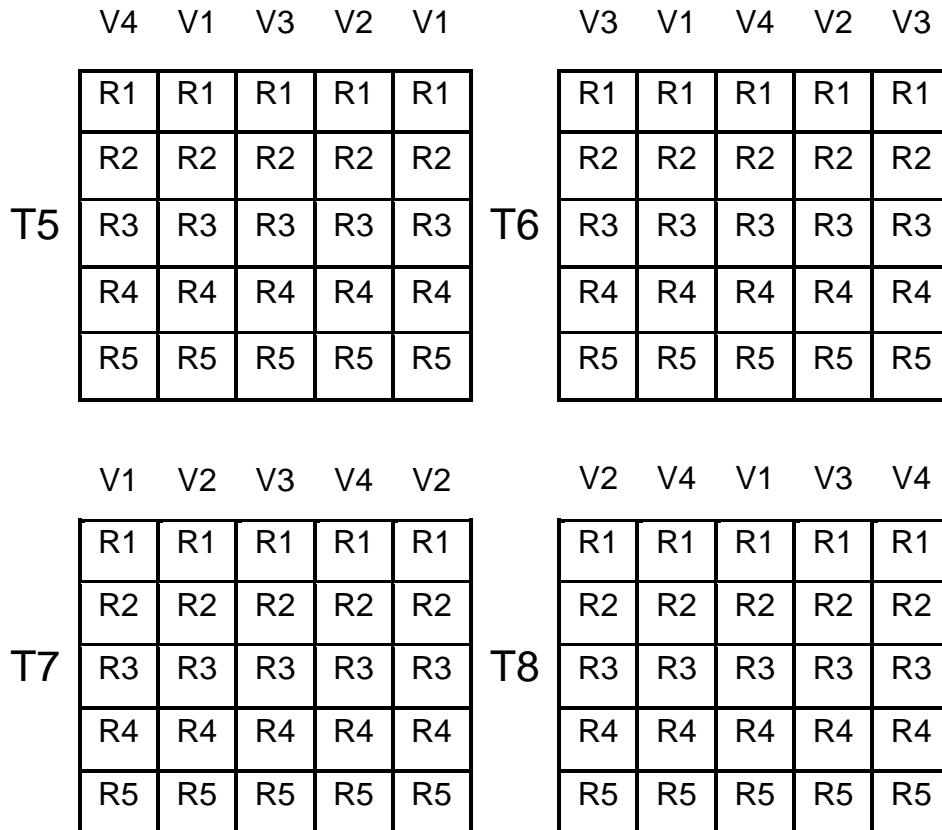 V4 V1 V3 V2 V1 V3 V1 V4 V2 V3
R1 R1 R1 R1 R1 R1 R1 R1 R1 R1
R2 R2 R2 R2 R2 R2 R2 R2 R2 R2
T5 R3 R3 R3 R3 R3 T6 R3 R3 R3 R3 R3
R4 R4 R4 R4 R4 R4 R4 R4 R4 R4
R5 R5 R5 R5 R5 R5 R5 R5 R5 R5
V1 V2 V3 V4 V2 V2 V4 V1 V3 V4
R1 R1 R1 R1 R1 R1 R1 R1 R1 R1
R2 R2 R2 R2 R2 R2 R2 R2 R2 R2
T7 R3 R3 R3 R3 R3 T8 R3 R3 R3 R3 R3
R4 R4 R4 R4 R4 R4 R4 R4 R4 R4
R5 R5 R5 R5 R5 R5 R5 R5 R5 R5